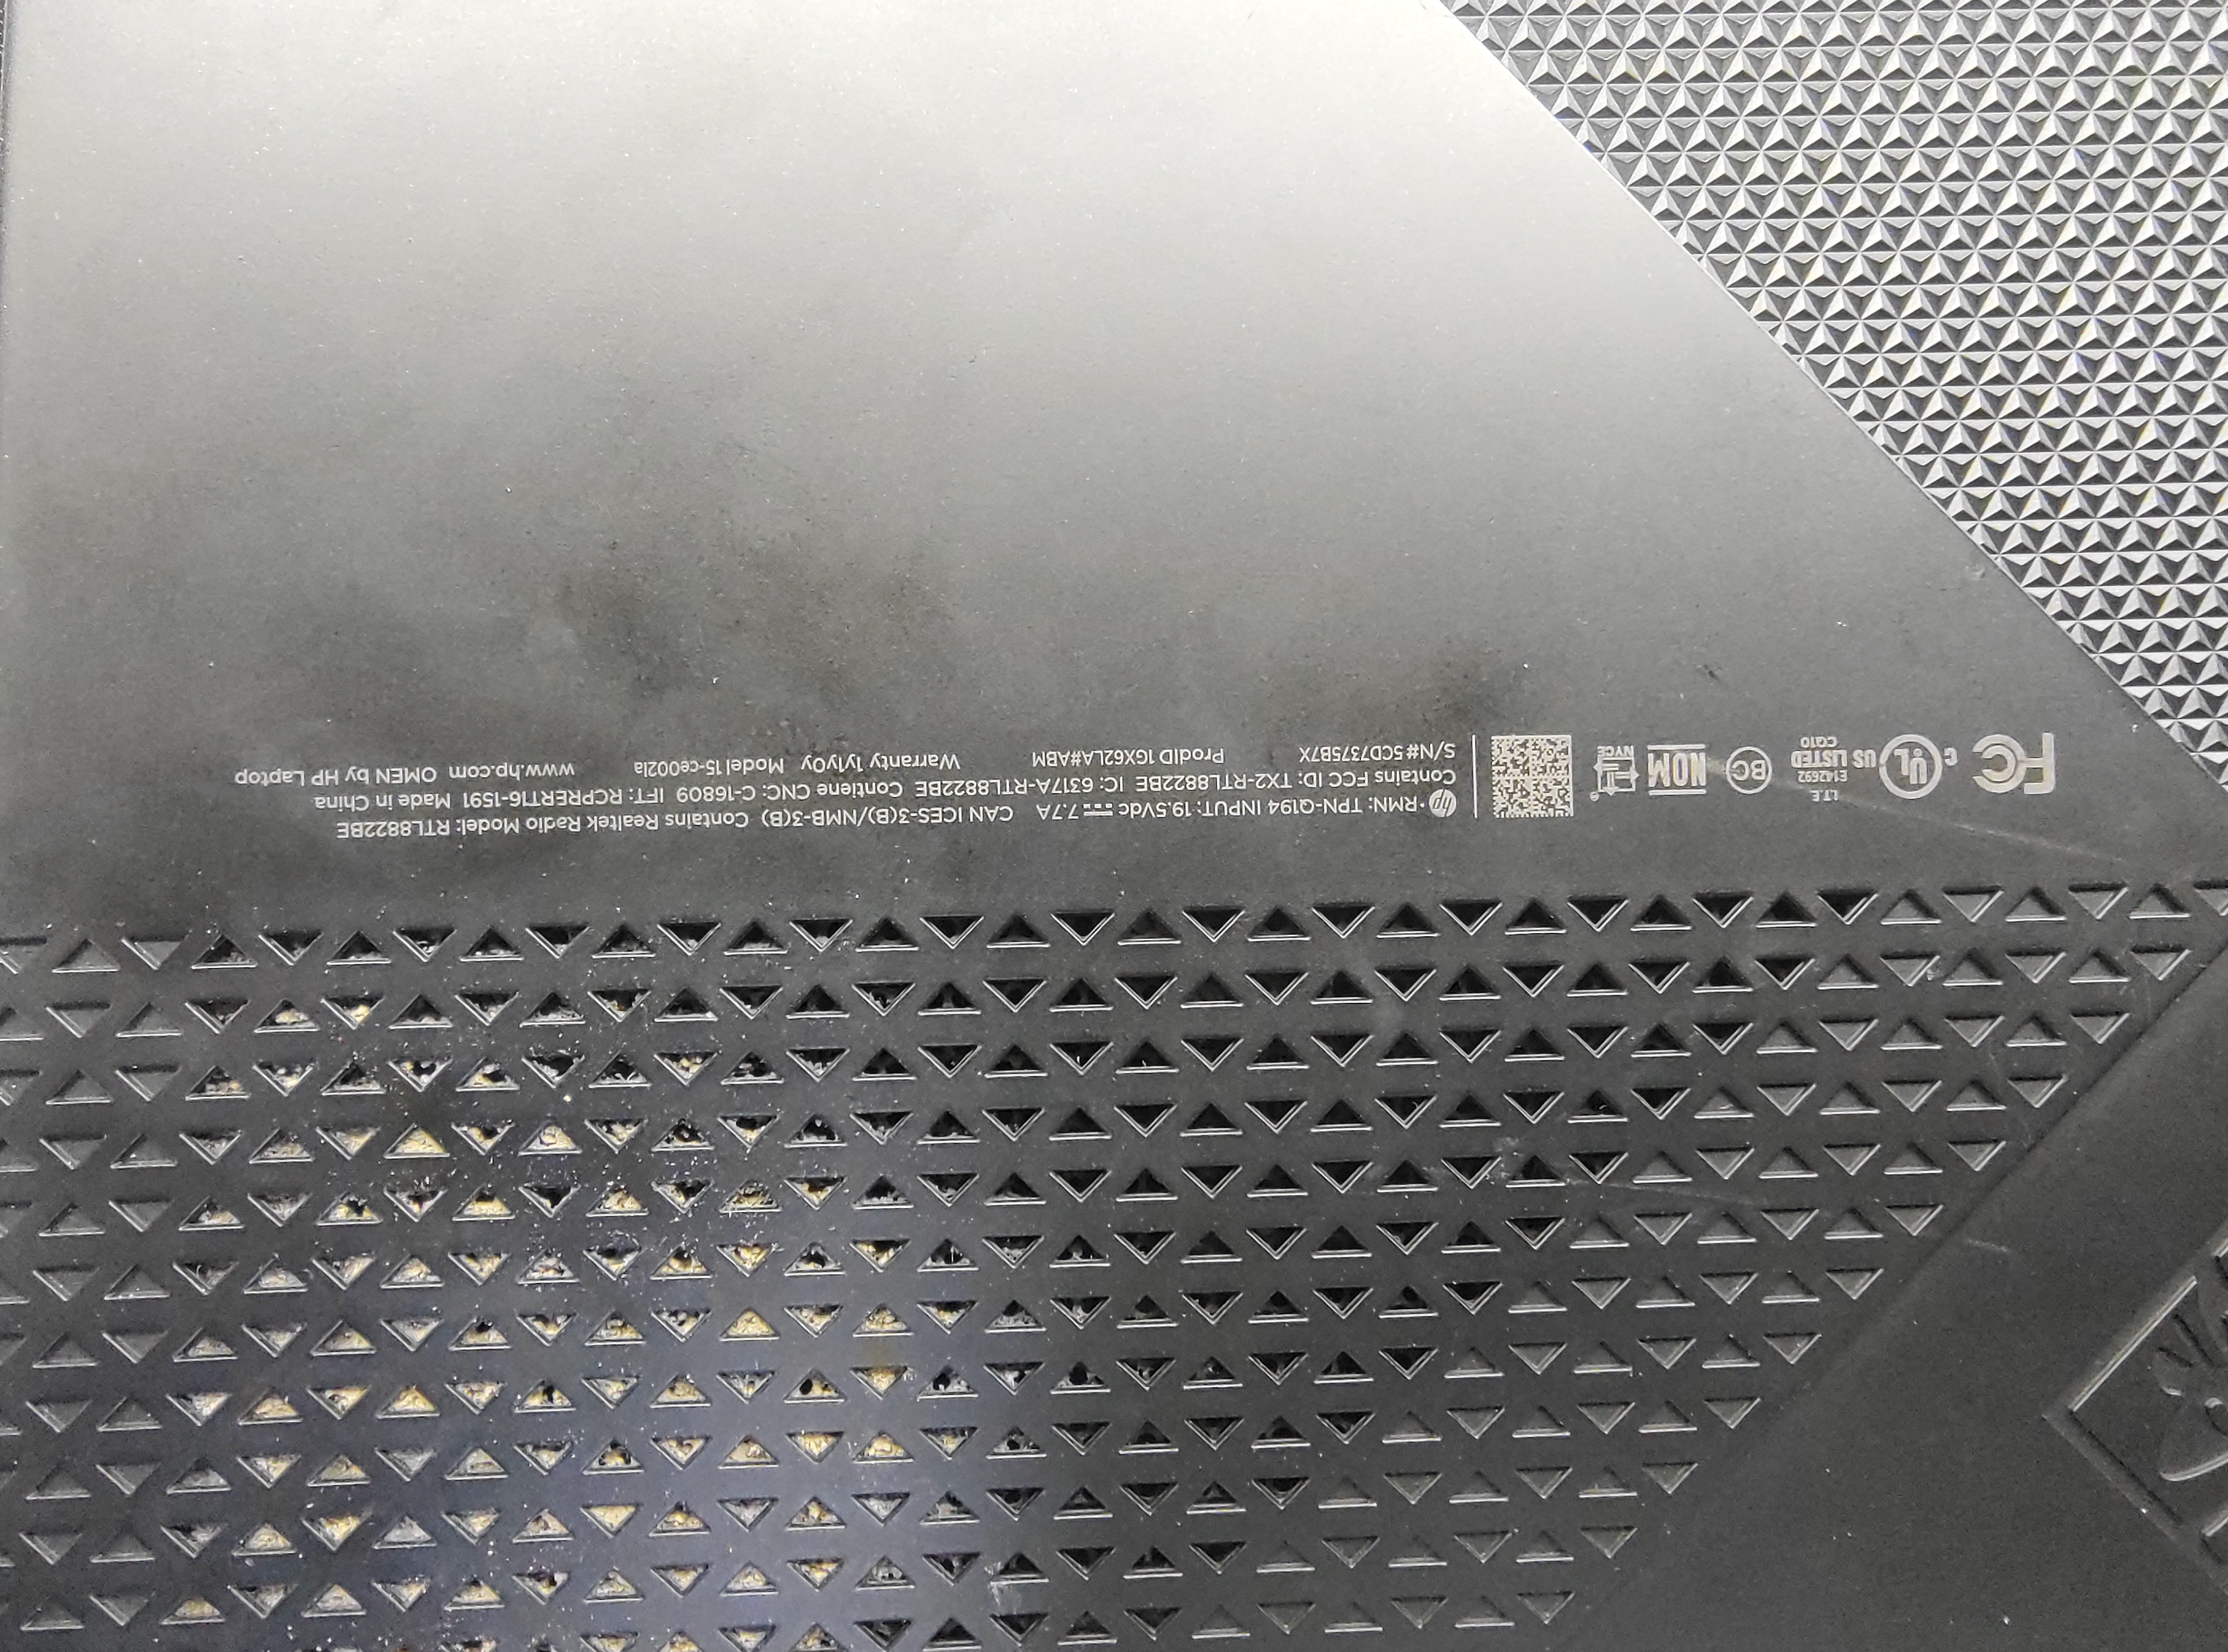 FC
c UL US LISTED
I.T.E.
E142692
CQ10
BC
NOM
NYCE
hp
• RMN: TPN-Q194 INPUT: 19.5Vdc ⎓ 7.7A CAN ICES-3(B)/NMB-3(B) Contains Realtek Radio Model: RTL8822BE
Contains FCC ID: TX2-RTL8822BE IC: 6317A-RTL8822BE Contiene CNC: C-16809 IFT: RCPRERT16-1591 Made in China
S/N# 5CD7375B7X ProdID 1GX62LA#ABM Warranty 1y1y0y Model 15-ce002la www.hp.com OMEN by HP Laptop